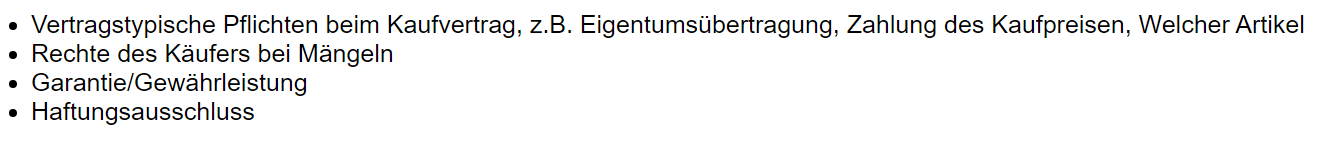 • Vertragstypische Pflichten beim Kaufvertrag, z.B. Eigentumsübertragung, Zahlung des Kaufpreisen, Welcher Artikel
• Rechte des Käufers bei Mängeln
• Garantie/Gewährleistung
• Haftungsausschluss